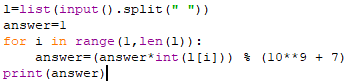 l=list(input().split(" "))
answer=1
for i in range(1,len(l)):
    answer=(answer*int(l[i])) % (10**9 + 7)
print(answer)